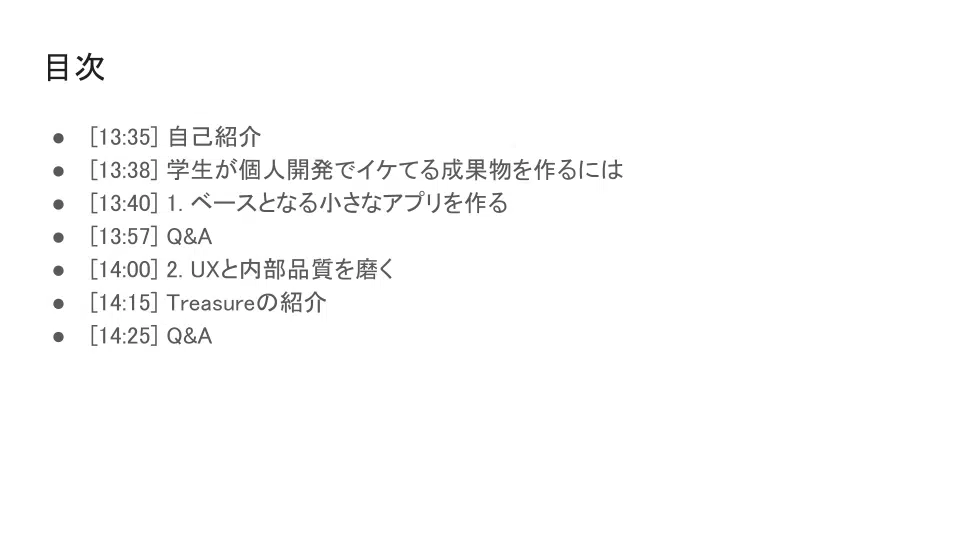 目次
● [13:35] 自己紹介
● [13:38] 学生が個人開発でイケてる成果物を作るには
● [13:40] 1. ベースとなる小さなアプリを作る
● [13:57] Q&A
● [14:00] 2. UXと内部品質を磨く
● [14:15] Treasureの紹介
● [14:25] Q&A